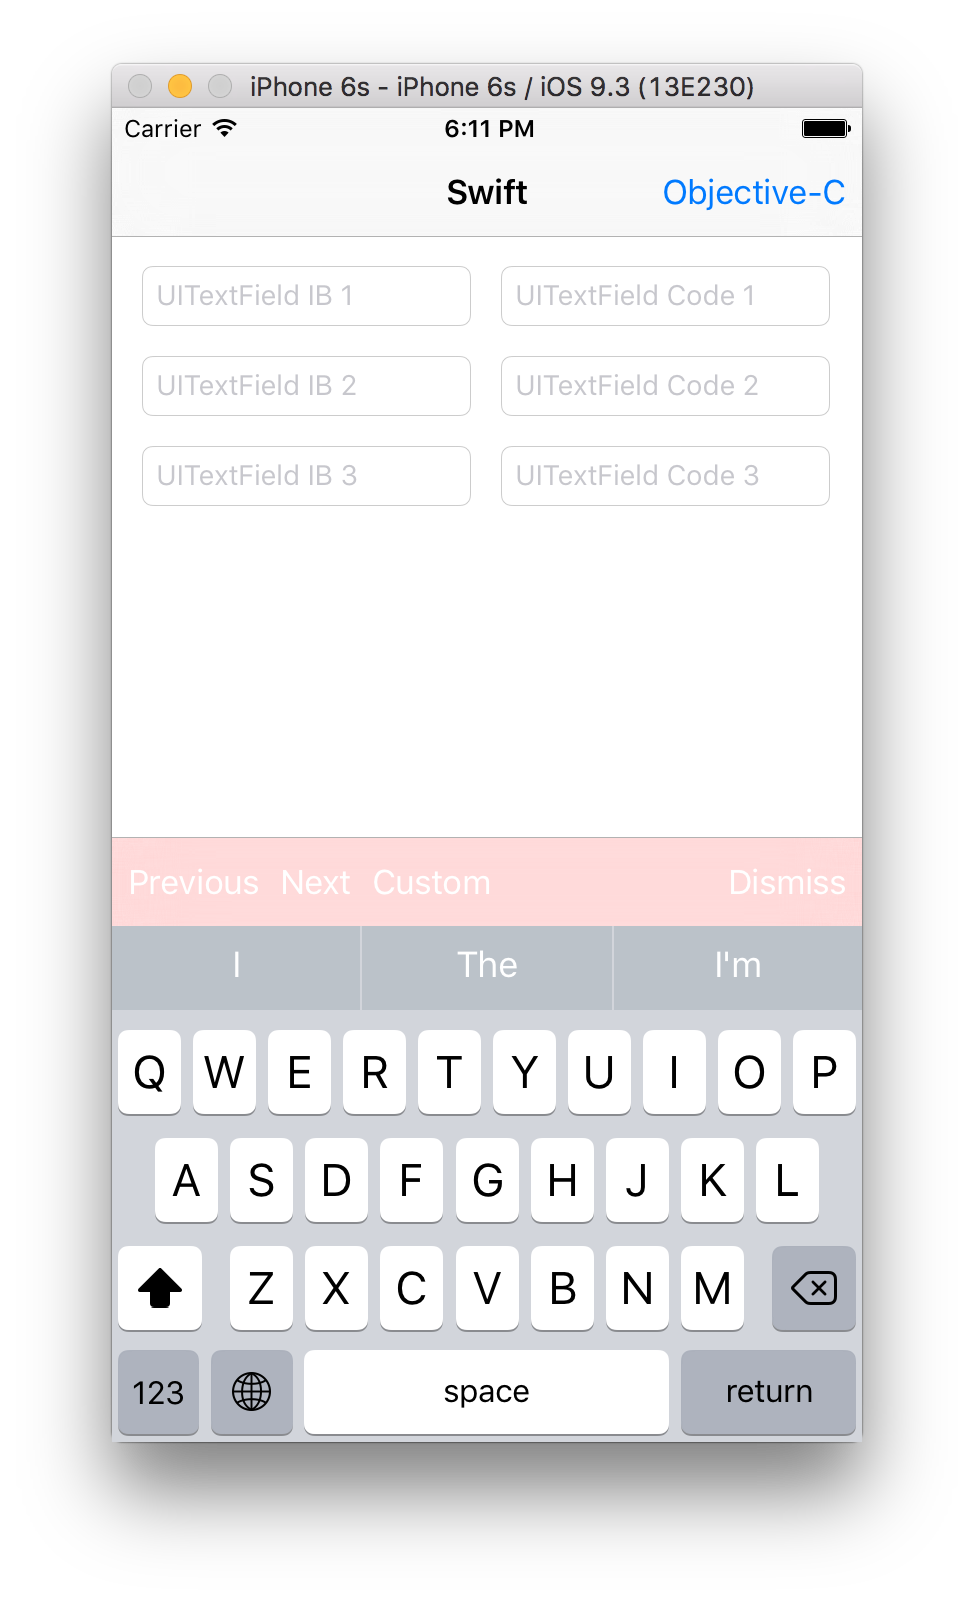 iPhone 6s - iPhone 6s / iOS 9.3 (13E230)
Carrier 6:11 PM
Swift Objective-C
UITextField IB 1 UITextField Code 1
UITextField IB 2 UITextField Code 2
UITextField IB 3 UITextField Code 3
Previous Next Custom Dismiss
I The I'm
Q W E R T Y U I O P
A S D F G H J K L
Z X C V B N M
123 space return